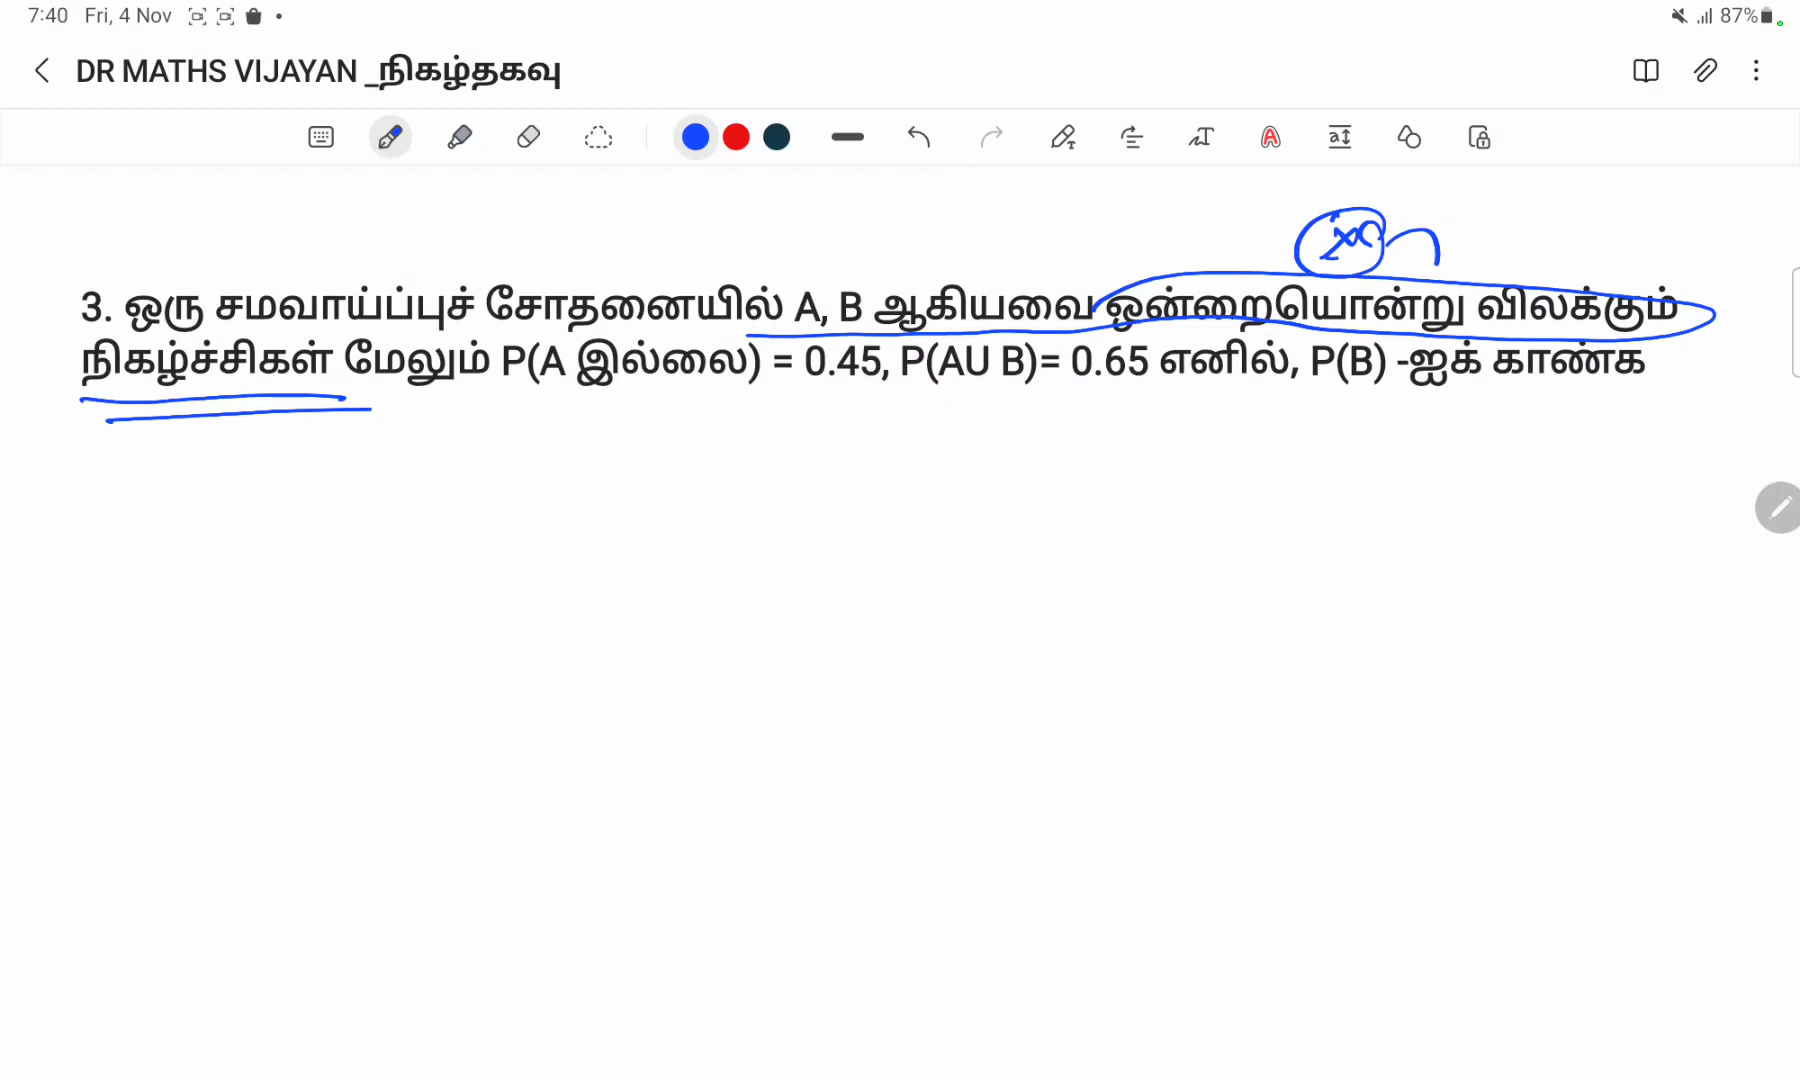 7:40 Fri, 4 Nov
87%
DR MATHS VIJAYAN _நிகழ்தகவு
3. ஒரு சமவாய்ப்புச் சோதனையில் A, B ஆகியவை ஒன்றையொன்று விலக்கும்
நிகழ்ச்சிகள் மேலும் P(A இல்லை) = 0.45, P(AU B)= 0.65 எனில், P(B) -ஐக் காண்க